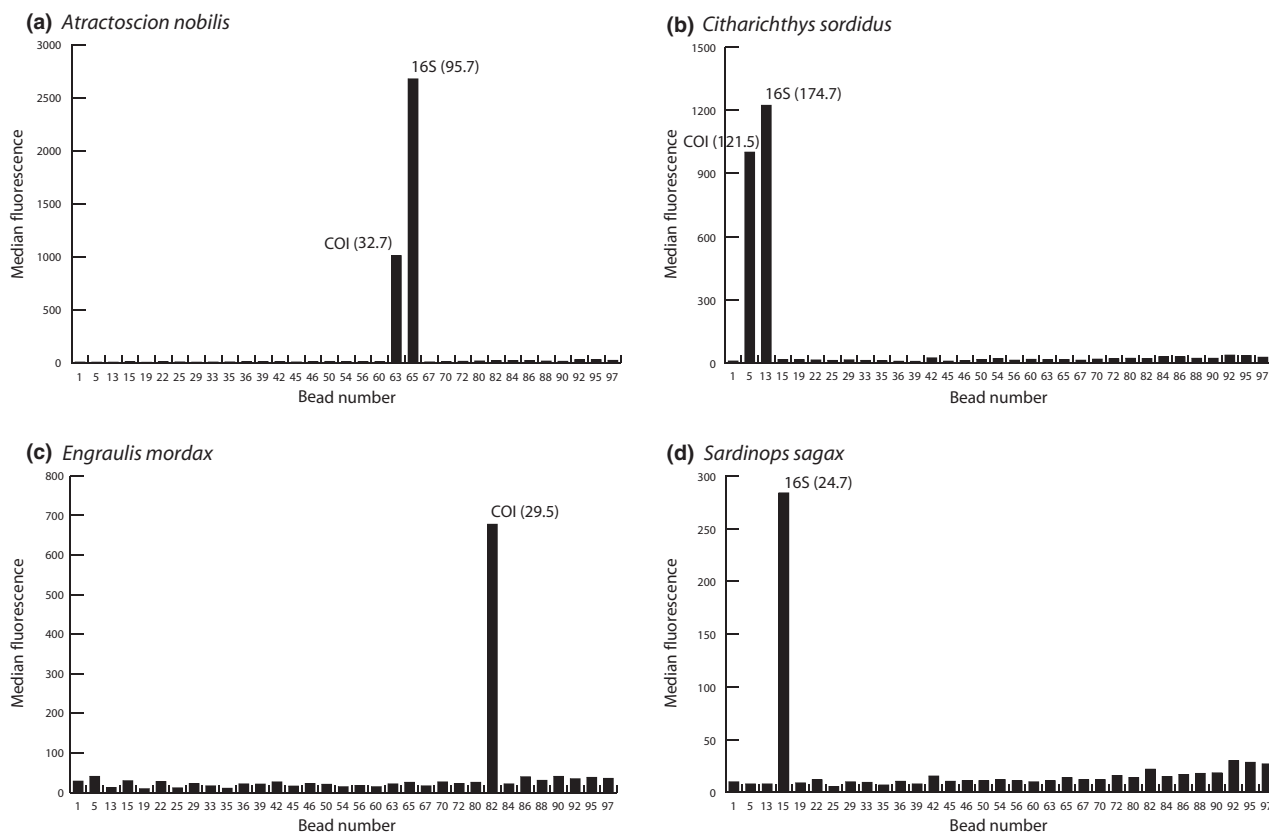 (a) Atractoscion nobilis
3000
2500
2000
1500
1000
500
0
Median fluorescence
COI (32.7)
16S (95.7)
1 5 13 15 19 22 25 29 33 35 36 39 42 45 46 50 54 56 60 63 65 67 70 72 80 82 84 86 88 90 92 95 97
Bead number
(b) Citharichthys sordidus
1500
1200
900
600
300
0
Median fluorescence
COI (121.5)
16S (174.7)
1 5 13 15 19 22 25 29 33 35 36 39 42 45 46 50 54 56 60 63 65 67 70 72 80 82 84 86 88 90 92 95 97
Bead number
(c) Engraulis mordax
800
700
600
500
400
300
200
100
0
Median fluorescence
COI (29.5)
1 5 13 15 19 22 25 29 33 35 36 39 42 45 46 50 54 56 60 63 65 67 70 72 80 82 84 86 88 90 92 95 97
Bead number
(d) Sardinops sagax
300
250
200
150
100
50
0
Median fluorescence
16S (24.7)
1 5 13 15 19 22 25 29 33 35 36 39 42 45 46 50 54 56 60 63 65 67 70 72 80 82 84 86 88 90 92 95 97
Bead number